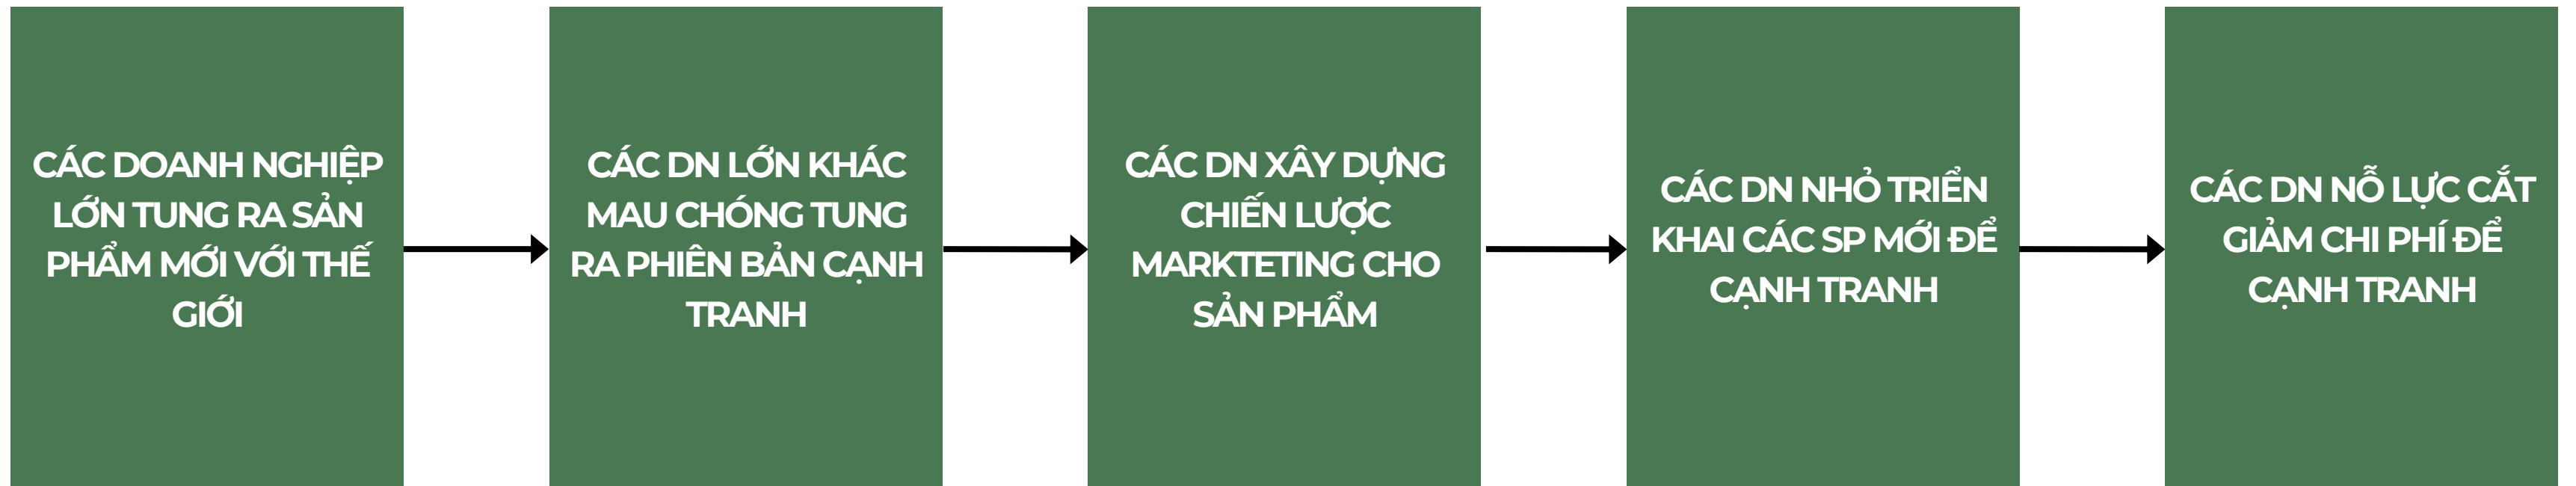 CÁC DOANH NGHIỆP
LỚN TUNG RA SẢN
PHẨM MỚI VỚI THẾ
GIỚI
CÁC DN LỚN KHÁC
MAU CHÓNG TUNG
RA PHIÊN BẢN CẠNH
TRANH
CÁC DN XÂY DỰNG
CHIẾN LƯỢC
MARKTETING CHO
SẢN PHẨM
CÁC DN NHỎ TRIỂN
KHAI CÁC SP MỚI ĐỂ
CẠNH TRANH
CÁC DN NỖ LỰC CẮT
GIẢM CHI PHÍ ĐỂ
CẠNH TRANH